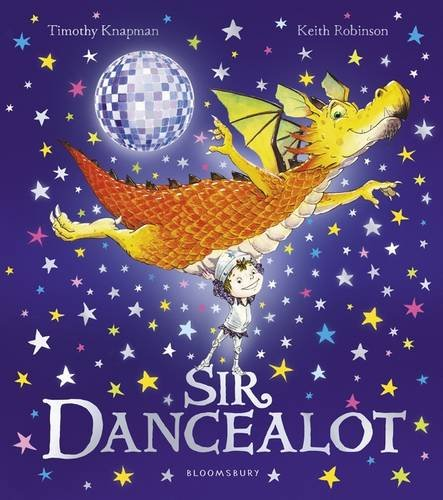 Timothy Knapman
Keith Robinson
SIR
DANCEALOT
BLOOMSBURY